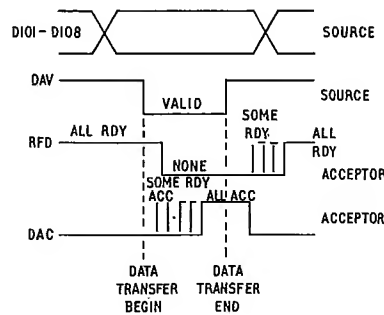 DIO1-DIO8
SOURCE
DAV
VALID
SOURCE
SOME
RDY
ALL RDY
ALL
RDY
RFD
NONE
ACCEPTOR
SOME RDY
ACC
ALL ACC
ACCEPTOR
DAC
DATA
TRANSFER
BEGIN
DATA
TRANSFER
END